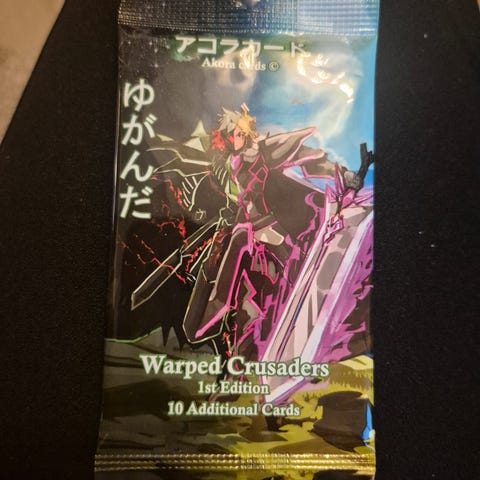 アコラカード
Akora cards ©
ゆがんだ
Warped Crusaders
1st Edition
10 Additional Cards